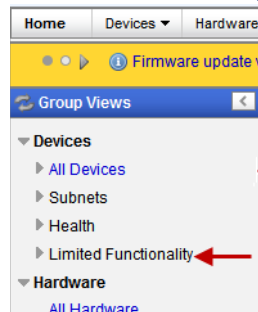 Home Devices Hardware
Firmware update
Group Views
Devices
All Devices
Subnets
Health
Limited Functionality
Hardware
All Hardware